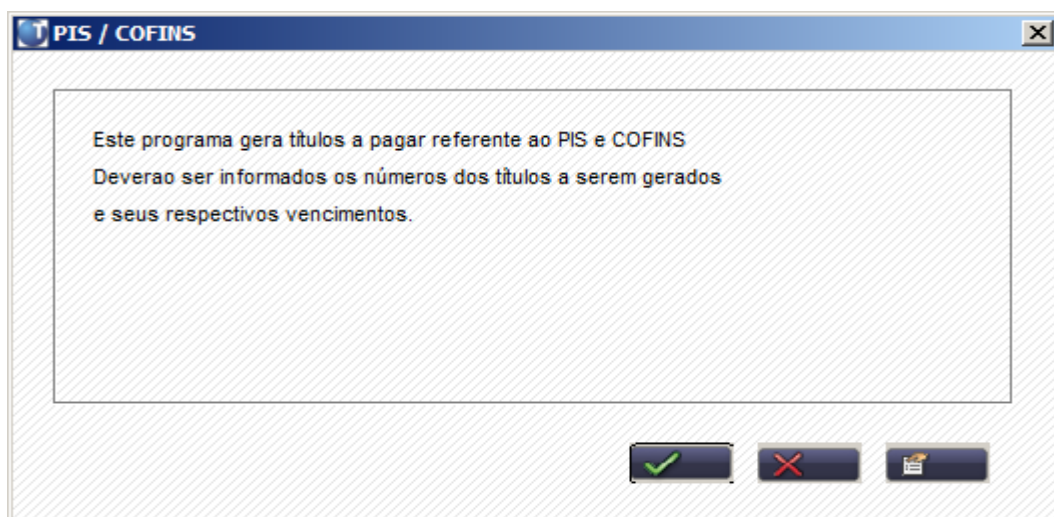 PIS / COFINS
Este programa gera títulos a pagar referente ao PIS e COFINS
Deverao ser informados os números dos títulos a serem gerados
e seus respectivos vencimentos.